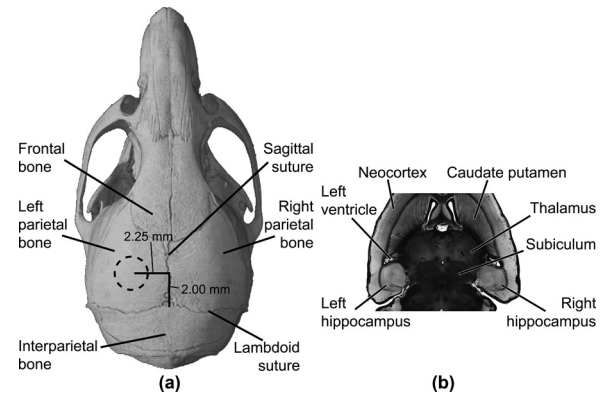 Frontal
bone
Sagittal
suture
Left
parietal
bone
Right
parietal
bone
2.25 mm
2.00 mm
Interparietal
bone
Lambdoid
suture
(a)
Neocortex
Caudate putamen
Left
ventricle
Thalamus
Subiculum
Left
hippocampus
Right
hippocampus
(b)